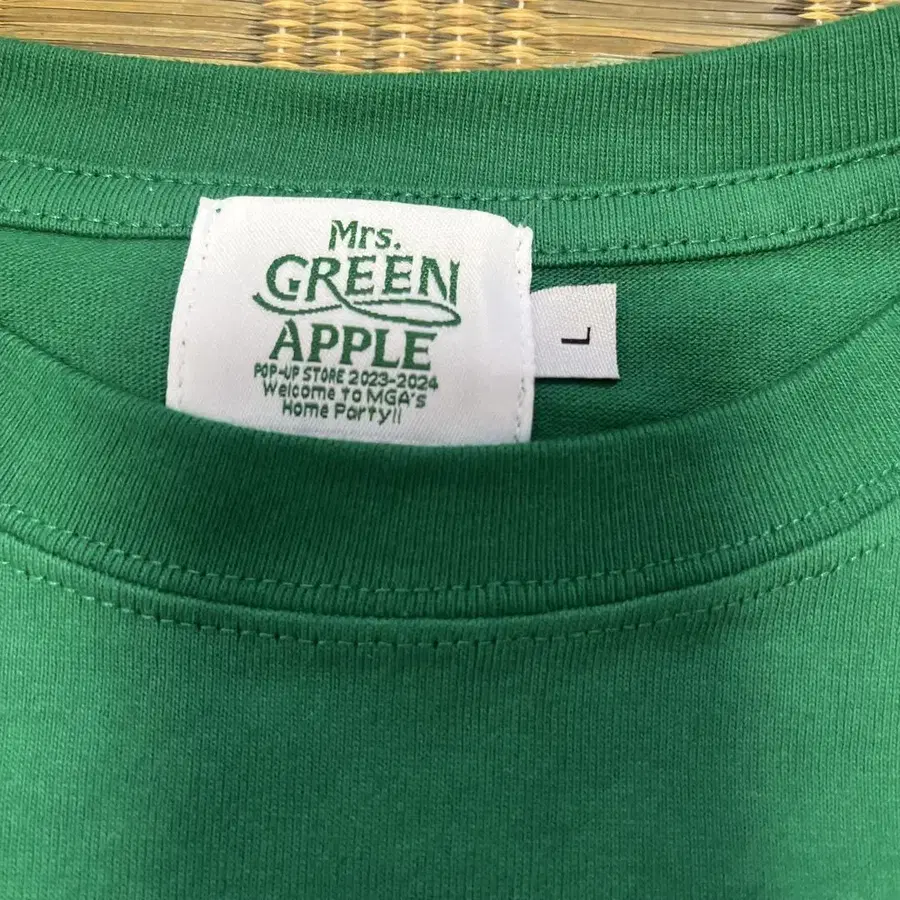 Mrs.
GREEN
APPLE
POP-UP STORE 2023-2024
Welcome to MGA's
Home Party!!
L